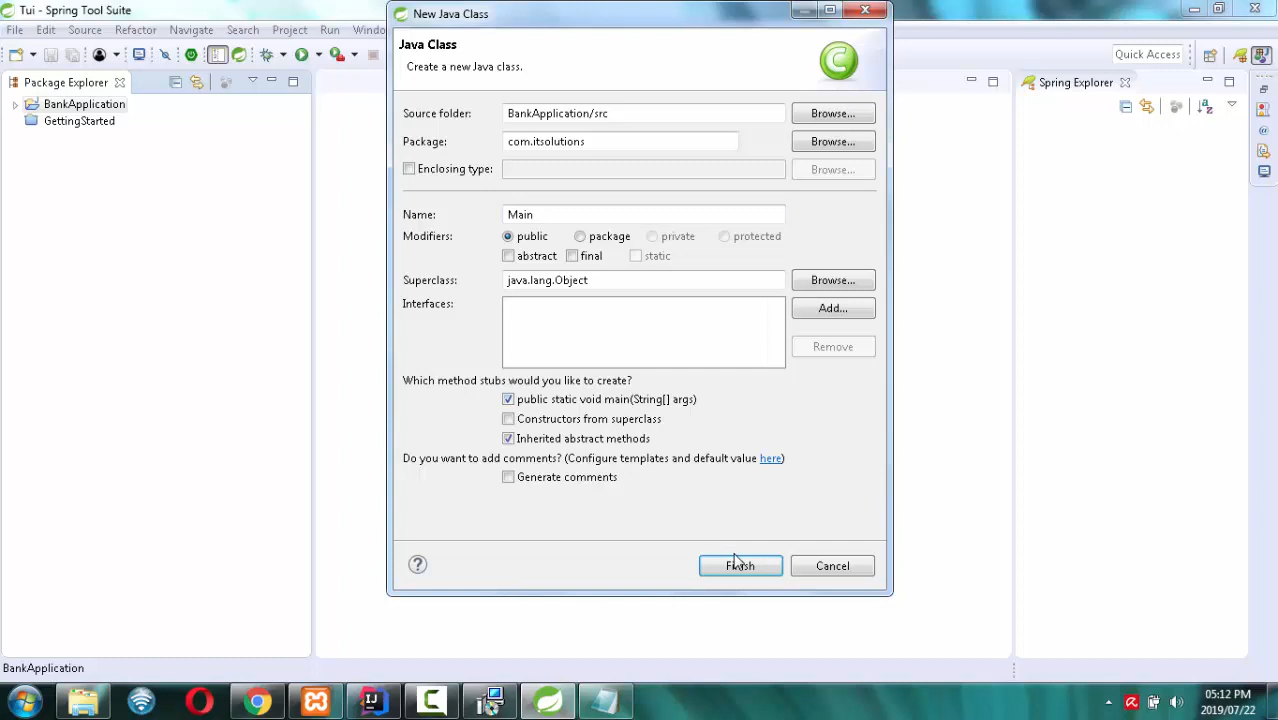 Tui - Spring Tool Suite
New Java Class
File Edit Source Refactor Navigate Search Project Run Windo
Java Class
Create a new Java class.
Quick Access
Package Explorer
Spring Explorer
BankApplication
GettingStarted
Source folder: BankApplication/src Browse...
Package: com.itsolutions Browse...
Enclosing type: Browse...
Name: Main
Modifiers: public package private protected
abstract final static
Superclass: java.lang.Object Browse...
Interfaces: Add...
Remove
Which method stubs would you like to create?
public static void main(String[] args)
Constructors from superclass
Inherited abstract methods
Do you want to add comments? (Configure templates and default value here)
Generate comments
Finish Cancel
BankApplication
05:12 PM
2019/07/22